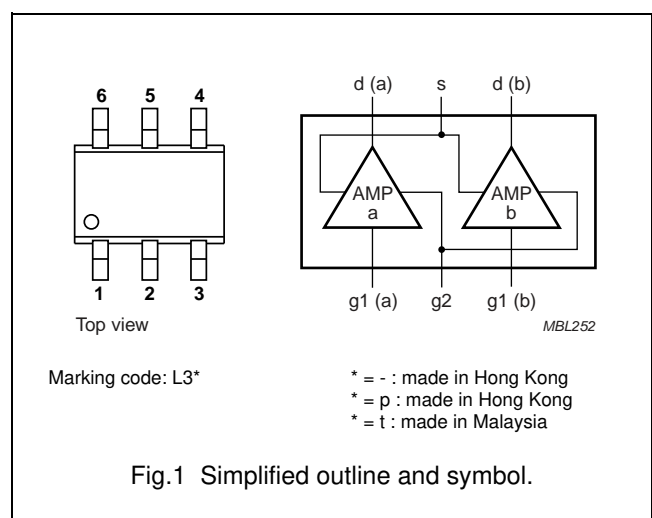 6 5 4
1 2 3
Top view
d (a) s d (b)
AMP
a
AMP
b
g1 (a) g2 g1 (b)
MBL252
Marking code: L3*
* = - : made in Hong Kong
* = p : made in Hong Kong
* = t : made in Malaysia
Fig.1 Simplified outline and symbol.